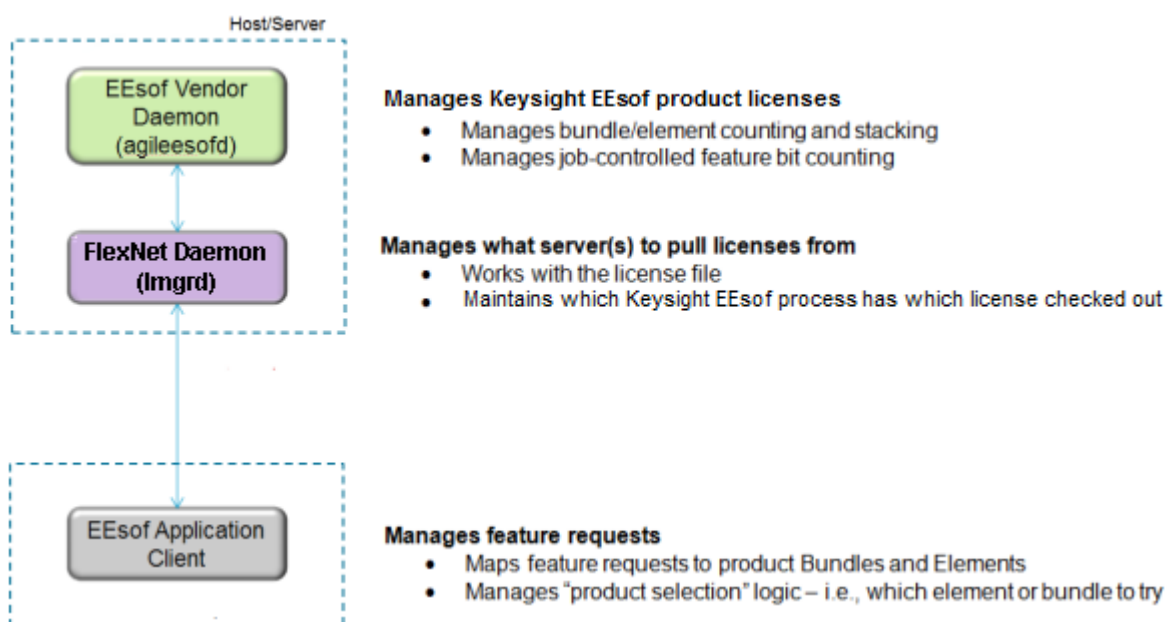 Host/Server
EEsof Vendor
Daemon
(agileesofd)
Manages Keysight EEsof product licenses
• Manages bundle/element counting and stacking
• Manages job-controlled feature bit counting
FlexNet Daemon
(lmgrd)
Manages what server(s) to pull licenses from
• Works with the license file
• Maintains which Keysight EEsof process has which license checked out
EEsof Application
Client
Manages feature requests
• Maps feature requests to product Bundles and Elements
• Manages “product selection” logic – i.e., which element or bundle to try